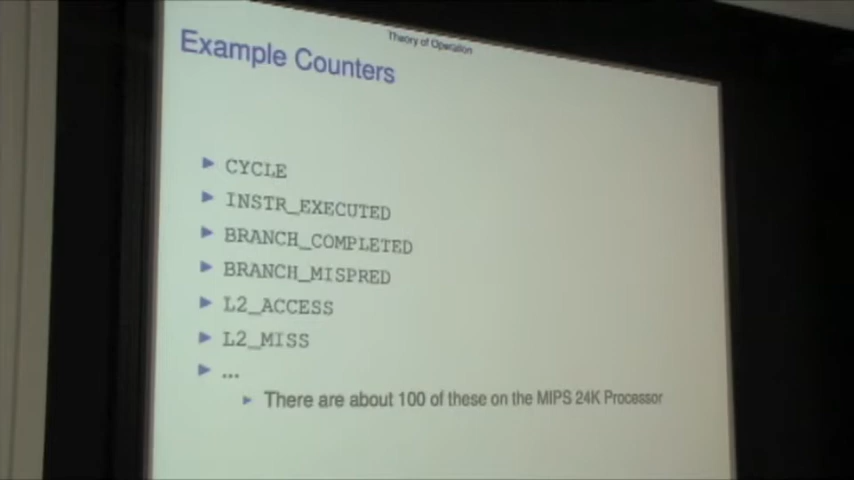 Theory of Operation
Example Counters
CYCLE
INSTR_EXECUTED
BRANCH_COMPLETED
BRANCH_MISPRED
L2_ACCESS
L2_MISS
...
There are about 100 of these on the MIPS 24K Processor